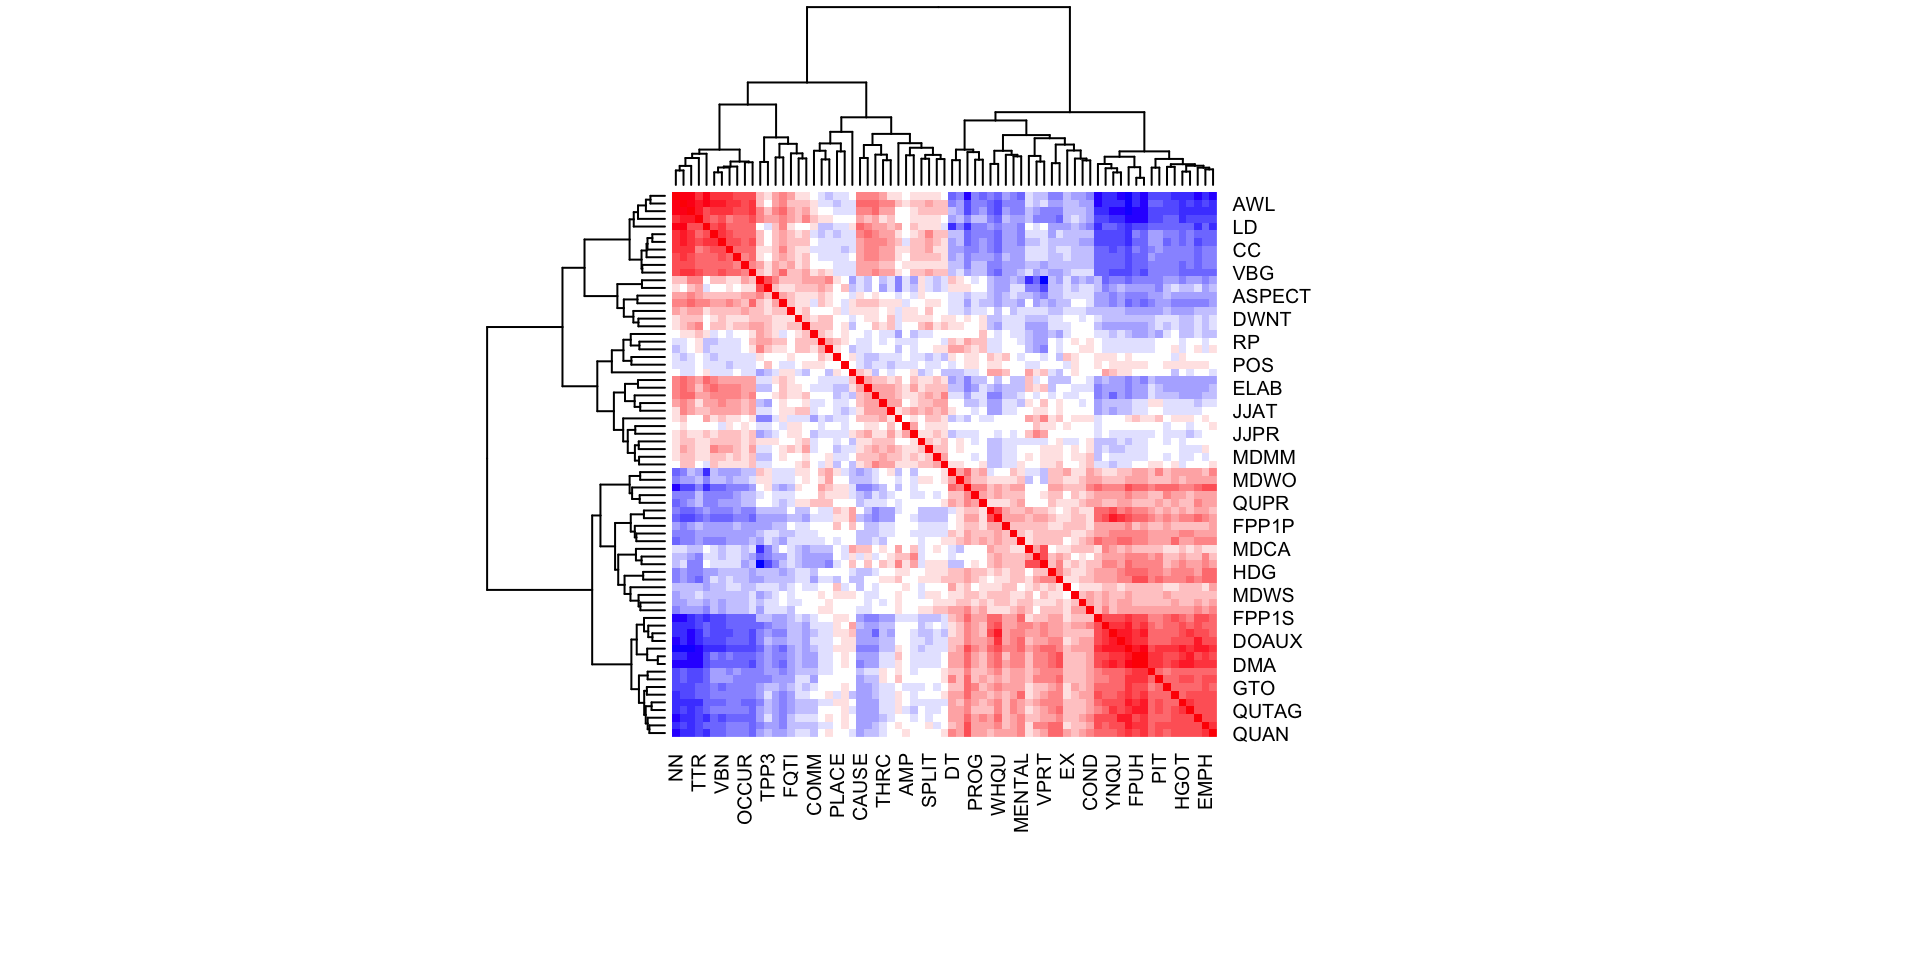 AWL
LD
CC
VBG
ASPECT
DWNT
RP
POS
ELAB
JJAT
JJPR
MDMM
MDWO
QUPR
FPP1P
MDCA
HDG
MDWS
FPP1S
DOAUX
DMA
GTO
QUTAG
QUAN
NN
TTR
VBN
OCCUR
TPP3
FQTI
COMM
PLACE
CAUSE
THRC
AMP
SPLIT
DT
PROG
WHQU
MENTAL
VPRT
EX
COND
YNQU
FPUH
PIT
HGOT
EMPH